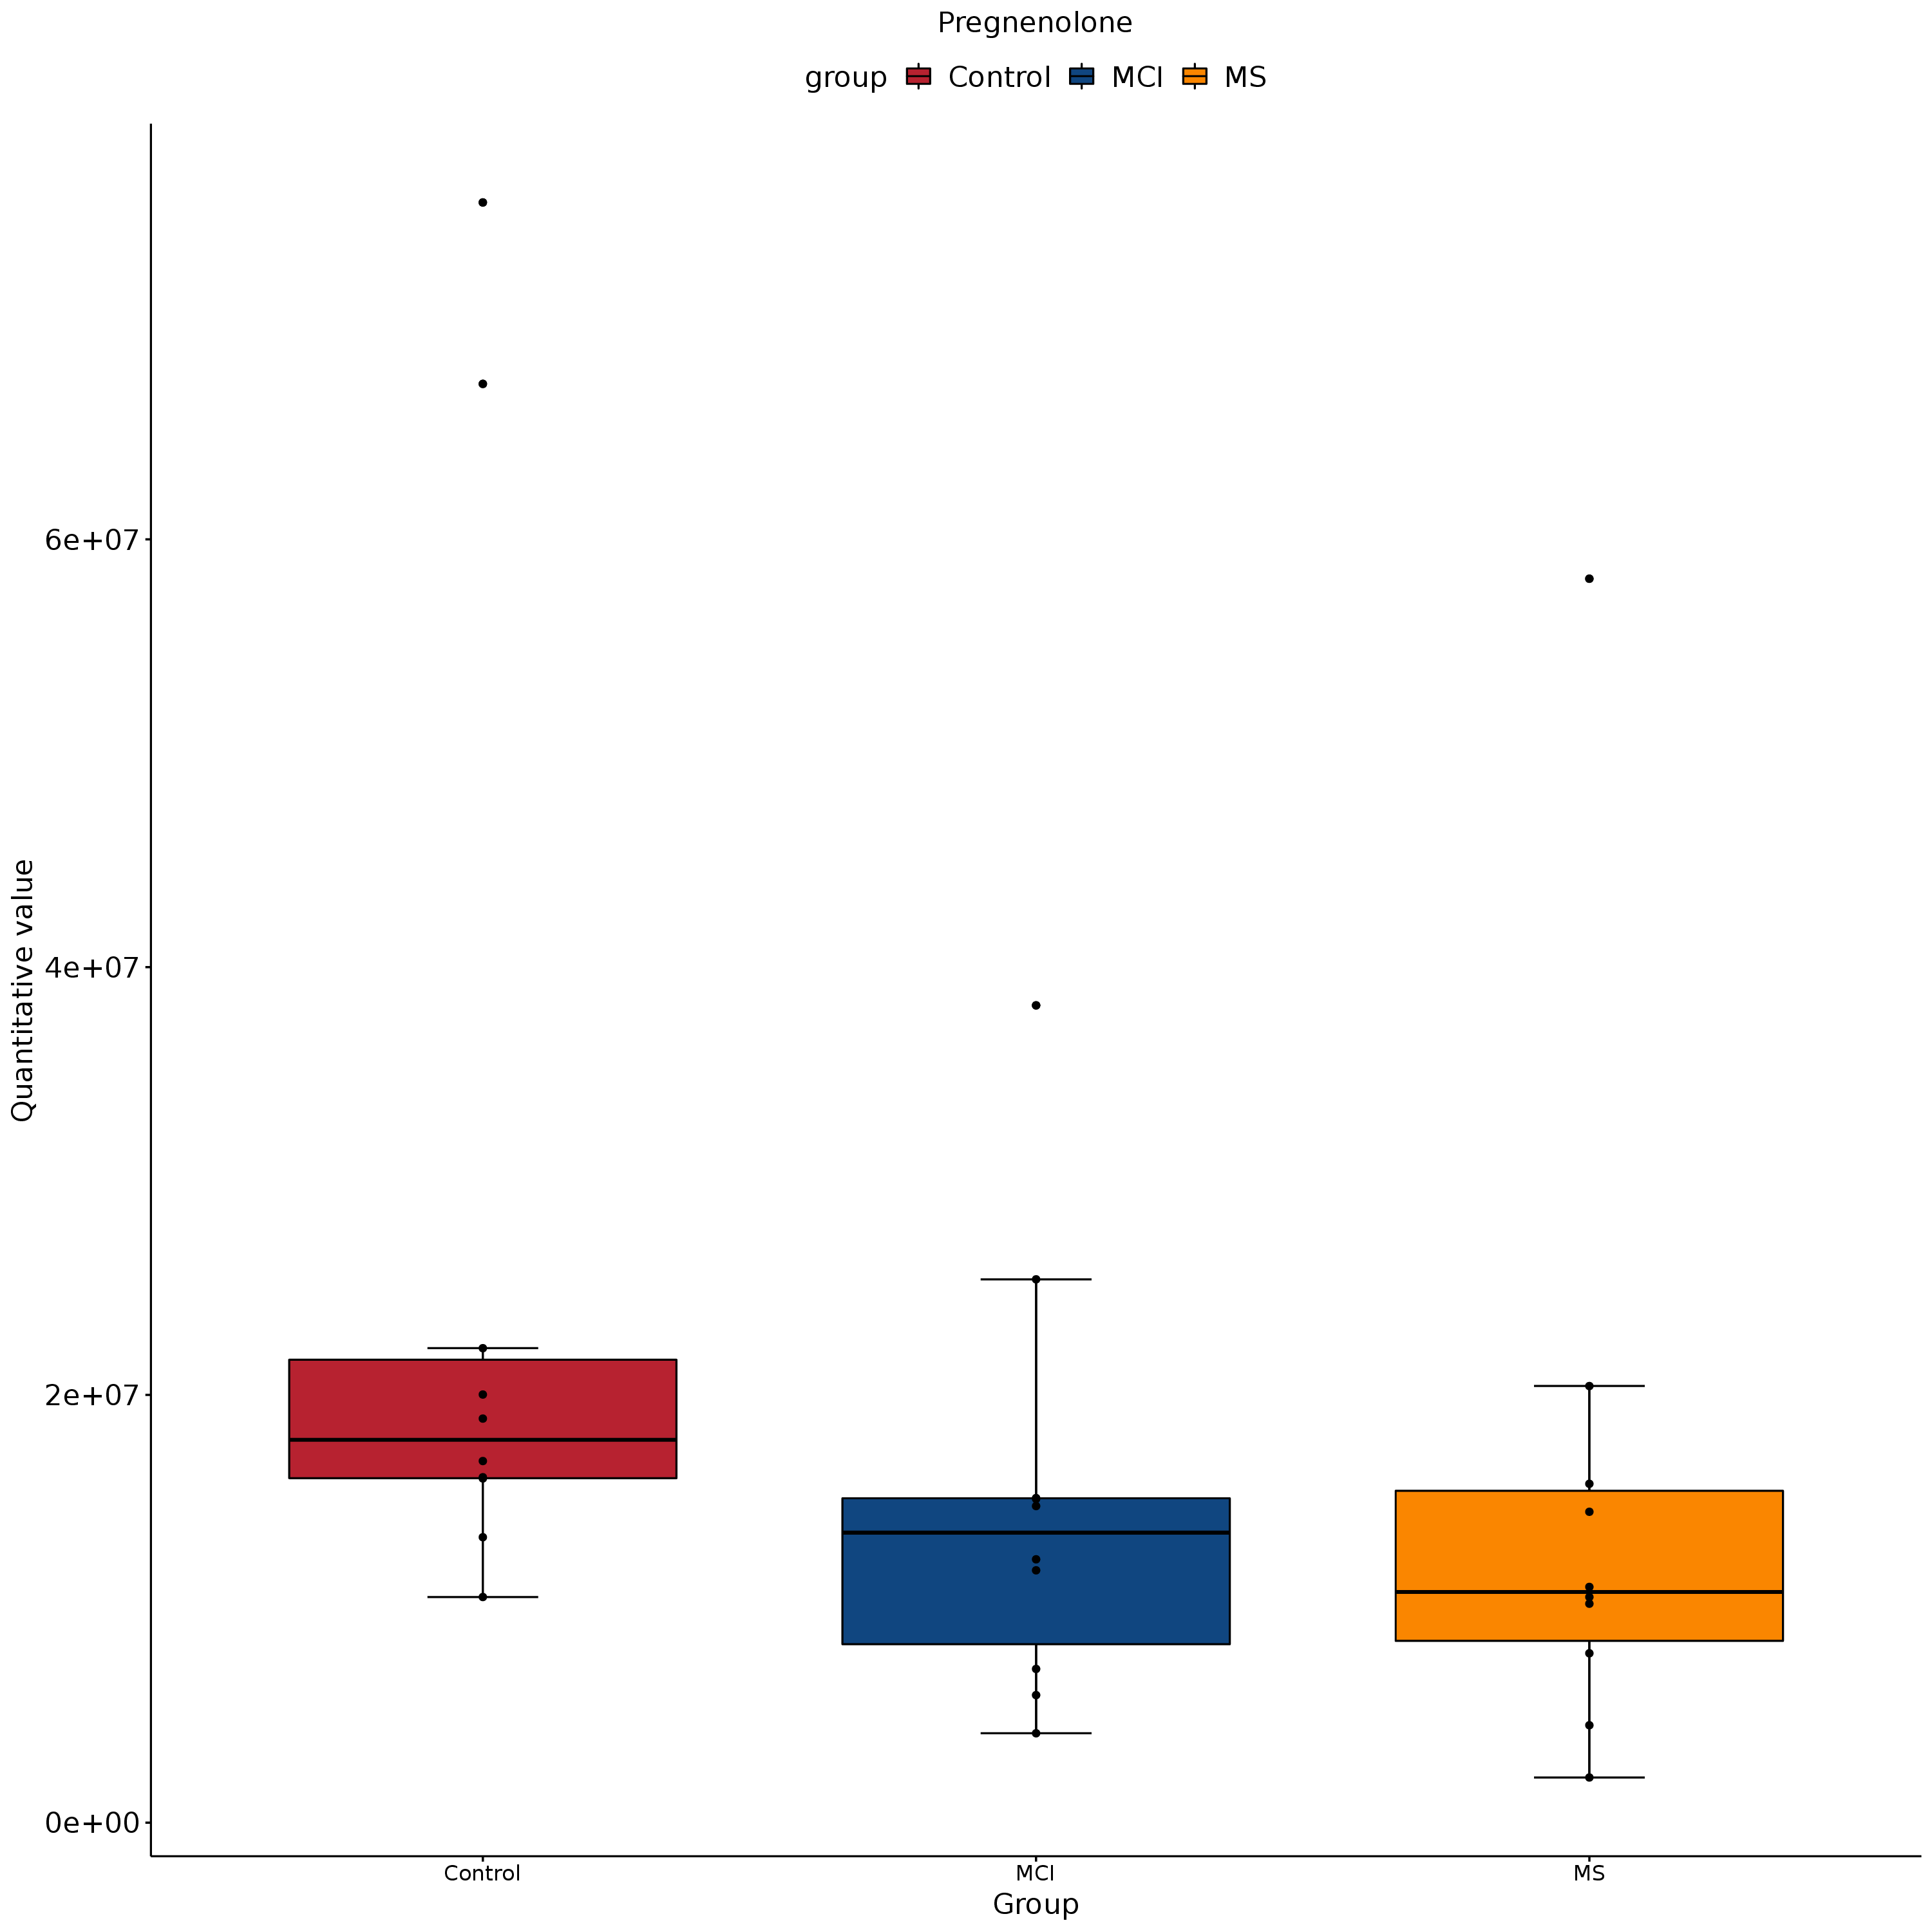 Pregnenolone
group Control MCI MS
Quantitative value
6e+07
4e+07
2e+07
0e+00
Control MCI MS
Group